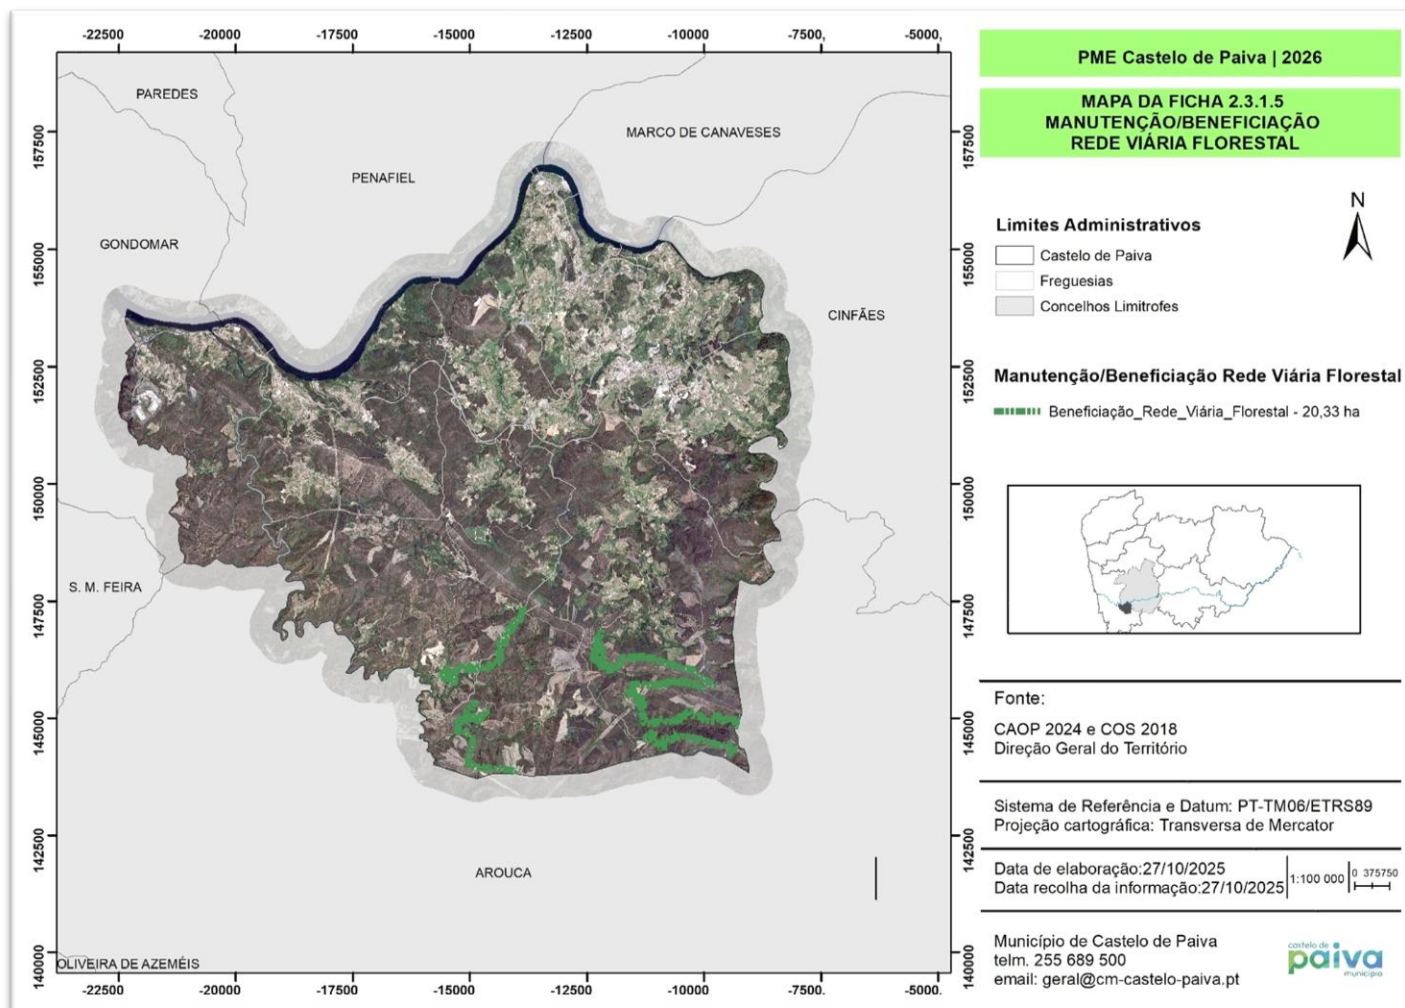 -22500 -20000 -17500 -15000 -12500 -10000 -7500, -5000,
PAREDES
MARCO DE CANAVESES
PENAFIEL
GONDOMAR
CINFÃES
S. M. FEIRA
AROUCA
OLIVEIRA DE AZEMÉIS
157500
155000
152500
150000
147500
145000
142500
140000
157500
155000
152500
150000
147500
145000
142500
140000
-22500 -20000 -17500 -15000 -12500 -10000 -7500. -5000.
PME Castelo de Paiva | 2026
MAPA DA FICHA 2.3.1.5
MANUTENÇÃO/BENEFICIAÇÃO
REDE VIÁRIA FLORESTAL
N
Limites Administrativos
Castelo de Paiva
Freguesias
Concelhos Limitrofes
Manutenção/Beneficiação Rede Viária Florestal
Beneficiação_Rede_Viária_Florestal - 20,33 ha
Fonte:
CAOP 2024 e COS 2018
Direção Geral do Território
Sistema de Referência e Datum: PT-TM06/ETRS89
Projeção cartográfica: Transversa de Mercator
Data de elaboração:27/10/2025
Data recolha da informação:27/10/2025
1:100 000
0 375750
Município de Castelo de Paiva
telm. 255 689 500
email: geral@cm-castelo-paiva.pt
castelo de
paiva
município